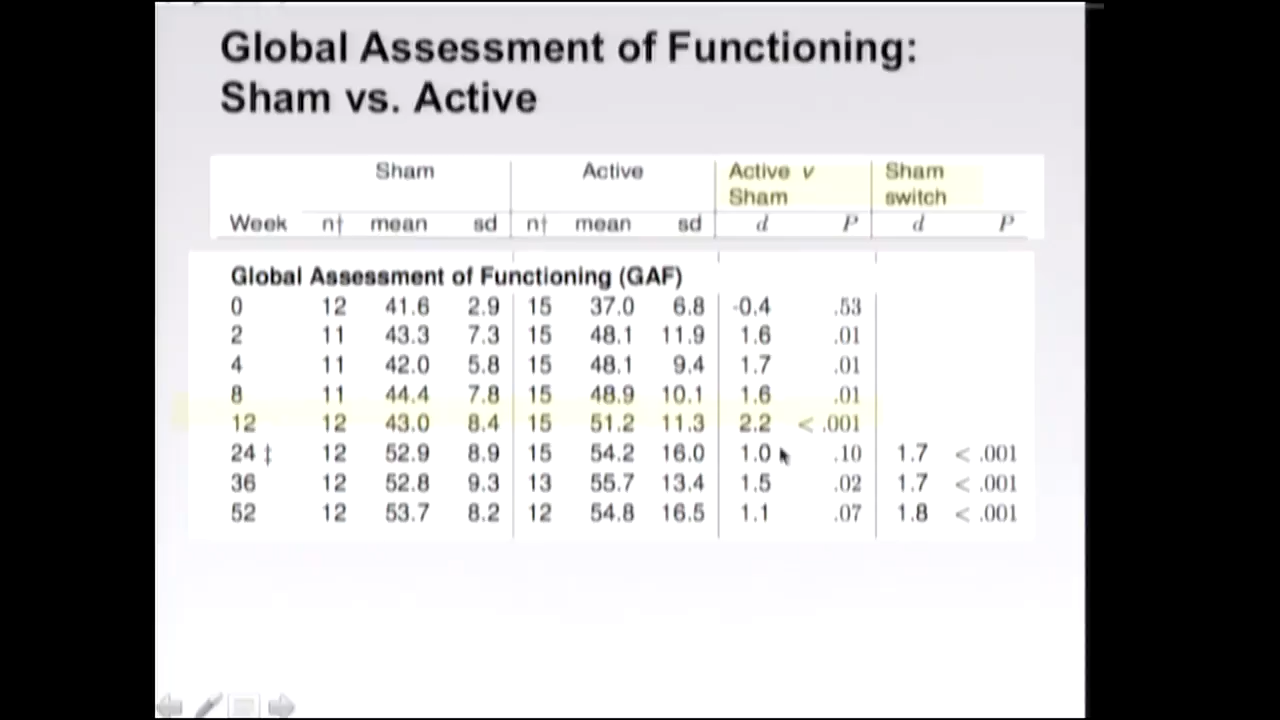 Global Assessment of Functioning:
Sham vs. Active
Sham Active Active v Sham
Sham switch
Week n† mean sd n† mean sd d P d P
Global Assessment of Functioning (GAF)
0 12 41.6 2.9 15 37.0 6.8 -0.4 .53
2 11 43.3 7.3 15 48.1 11.9 1.6 .01
4 11 42.0 5.8 15 48.1 9.4 1.7 .01
8 11 44.4 7.8 15 48.9 10.1 1.6 .01
12 12 43.0 8.4 15 51.2 11.3 2.2 < .001
24 ‡ 12 52.9 8.9 15 54.2 16.0 1.0 .10 1.7 < .001
36 12 52.8 9.3 13 55.7 13.4 1.5 .02 1.7 < .001
52 12 53.7 8.2 12 54.8 16.5 1.1 .07 1.8 < .001